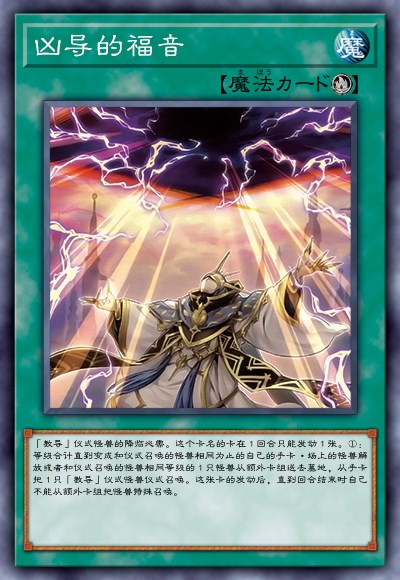 凶导的福音
魔
【魔法カード】
まほう
「教导」仪式怪兽的降临必需。这个卡名的卡在1回合只能发动1张。①：
等级合计直到变成和仪式召唤的怪兽相同为止的自己的手卡·场上的怪兽解
放或者和仪式召唤的怪兽相同等级的1只怪兽从额外卡组送去墓地，从手卡
把1只「教导」仪式怪兽仪式召唤。这张卡的发动后，直到回合结束时自己
不能从额外卡组把怪兽特殊召唤。